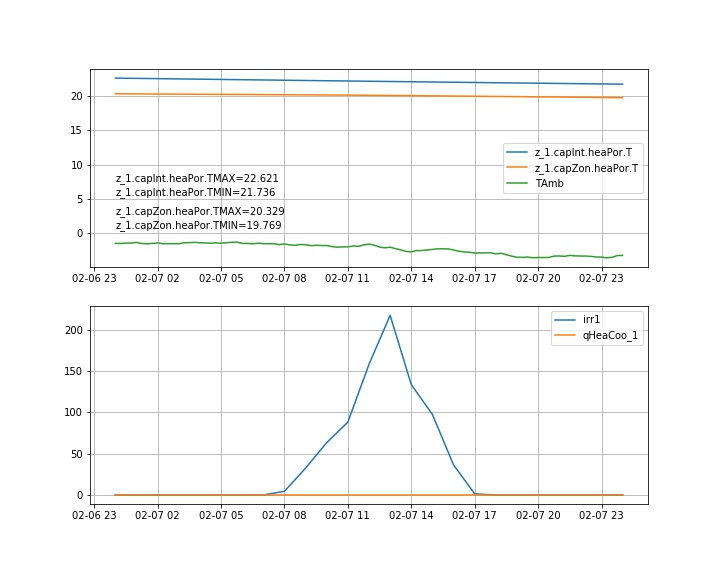 20
15
10
5
0
z_1.capInt.heaPor.T
z_1.capZon.heaPor.T
TAmb
z_1.capInt.heaPor.TMAX=22.621
z_1.capInt.heaPor.TMIN=21.736
z_1.capZon.heaPor.TMAX=20.329
z_1.capZon.heaPor.TMIN=19.769
02-06 23 02-07 02 02-07 05 02-07 08 02-07 11 02-07 14 02-07 17 02-07 20 02-07 23
200
150
100
50
0
irr1
qHeaCoo_1
02-06 23 02-07 02 02-07 05 02-07 08 02-07 11 02-07 14 02-07 17 02-07 20 02-07 23